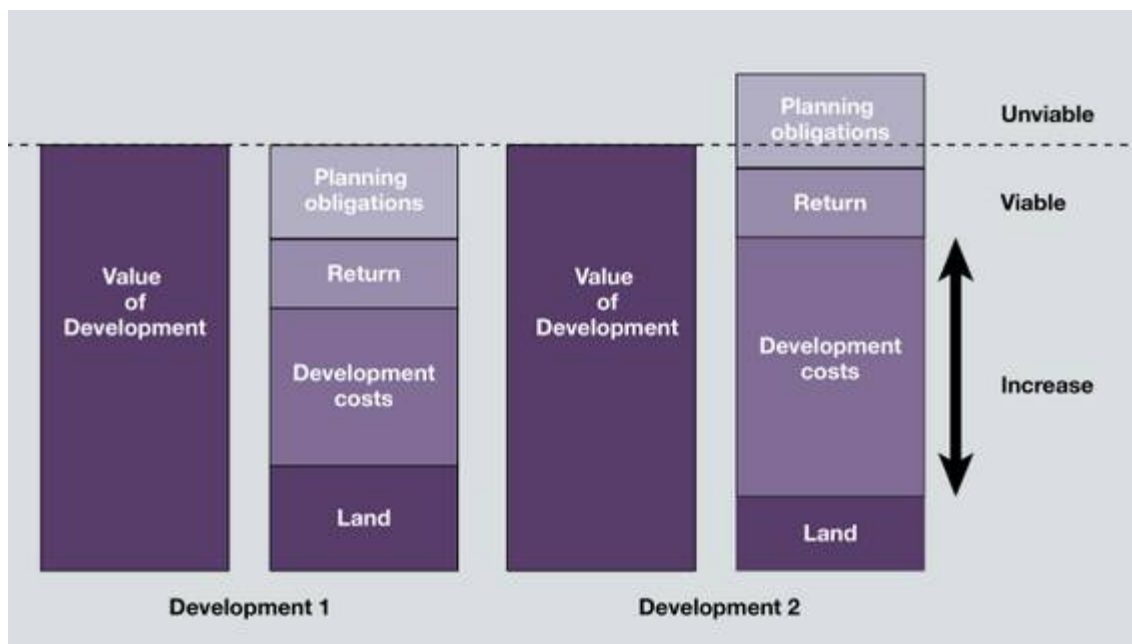 Value
of
Development
Planning
obligations
Return
Development
costs
Land
Development 1
Value
of
Development
Planning
obligations
Return
Development
costs
Land
Development 2
Unviable
Viable
Increase